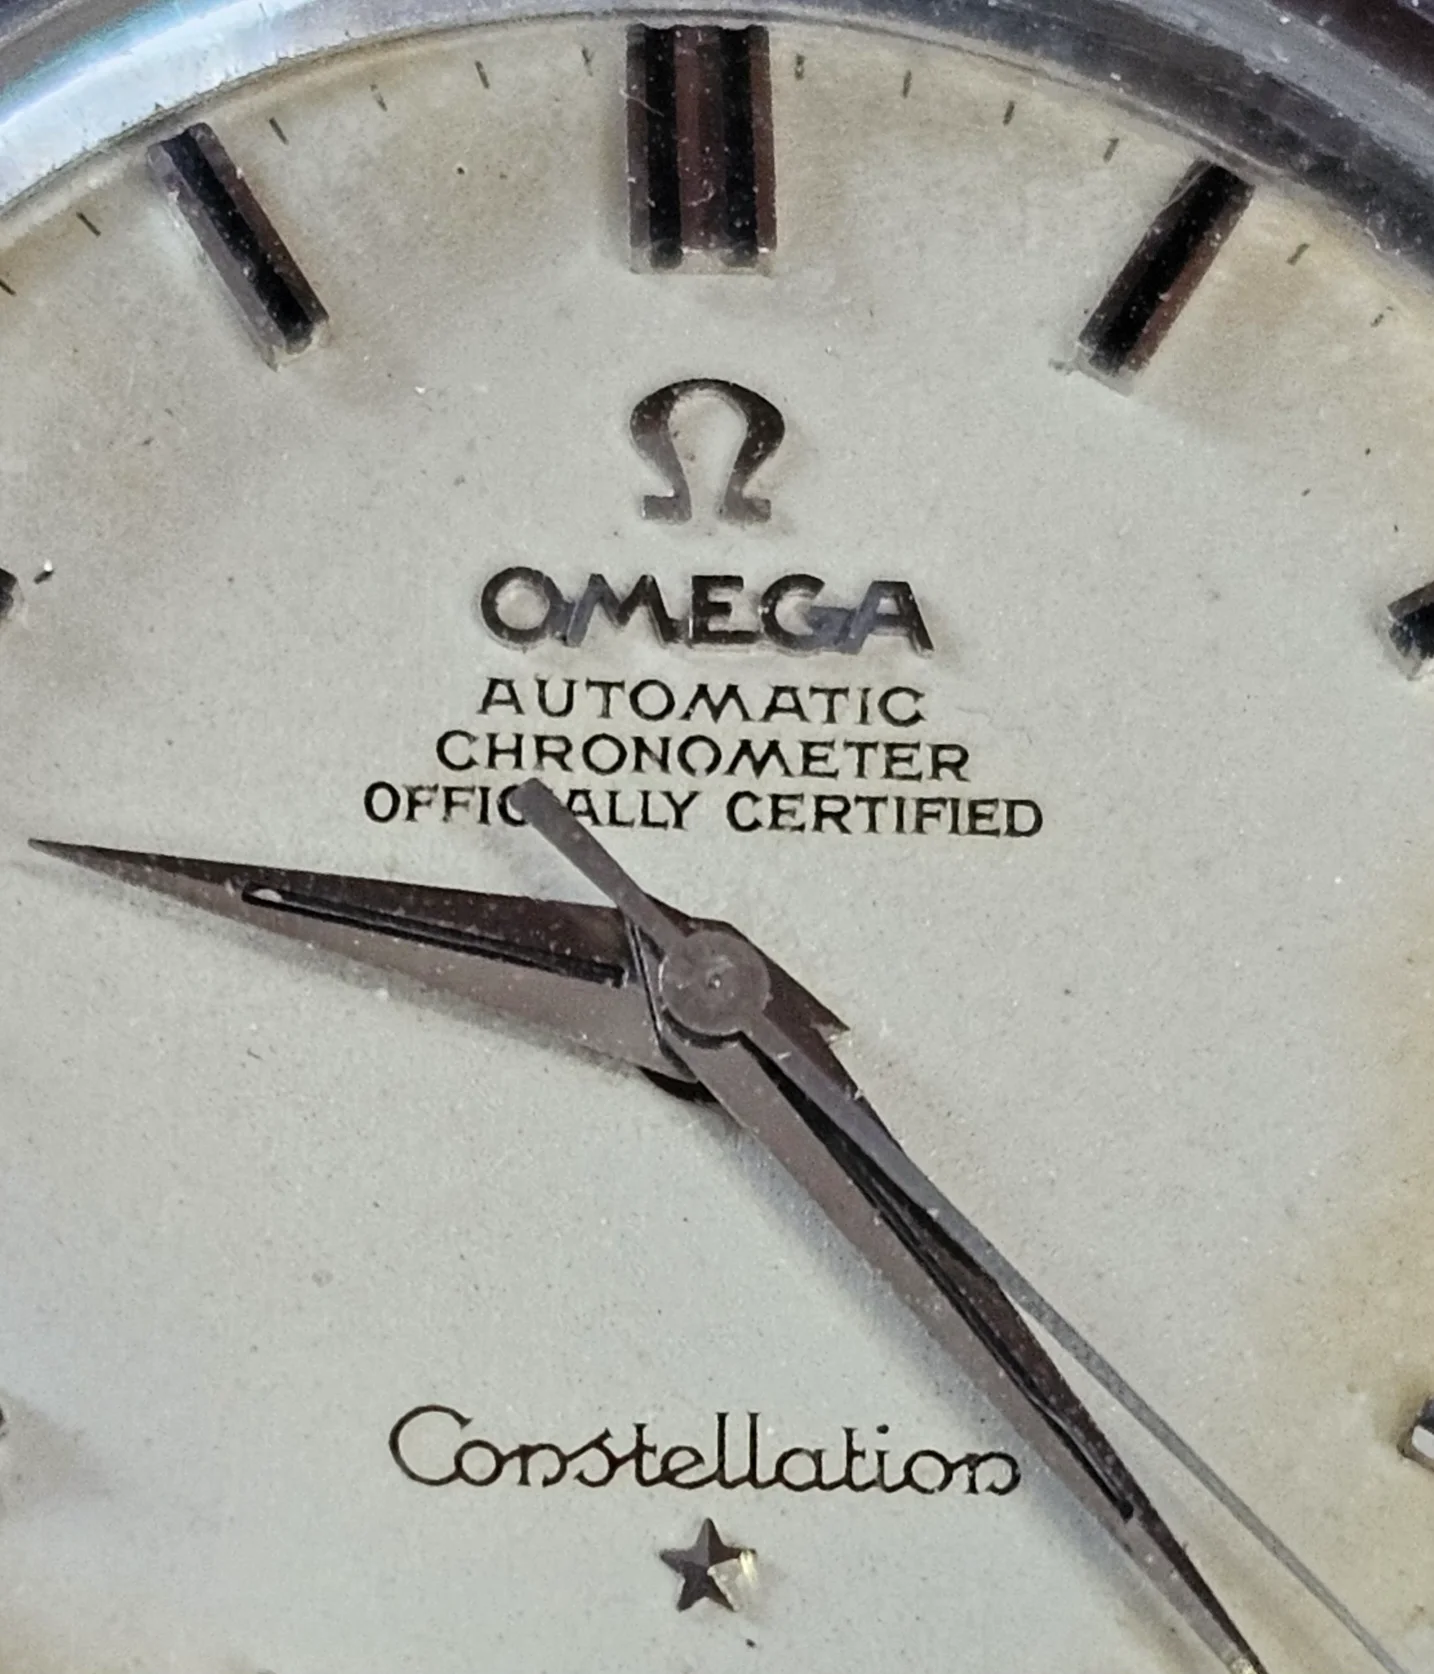 Ω
OMEGA
AUTOMATIC
CHRONOMETER
OFFICIALLY CERTIFIED
Constellation